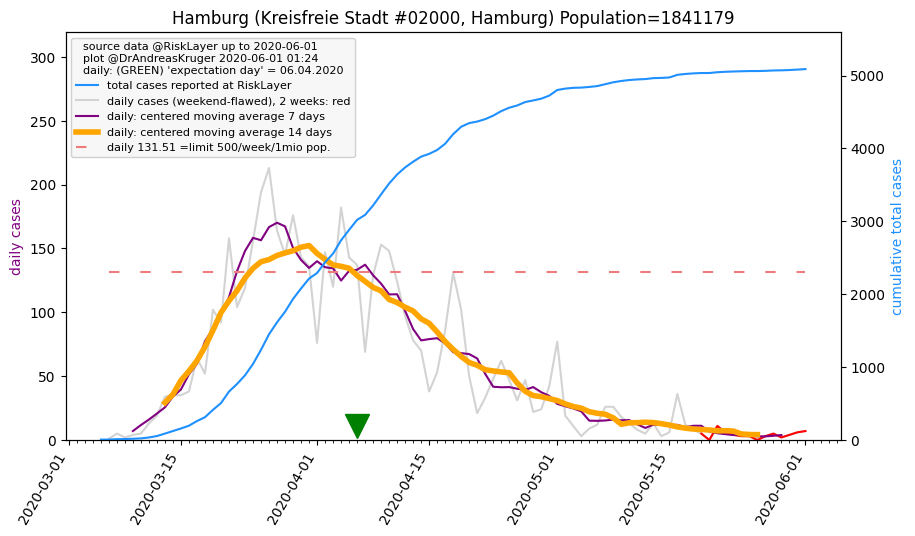 Hamburg (Kreisfreie Stadt #02000, Hamburg) Population=1841179
source data @RiskLayer up to 2020-06-01
plot @DrAndreasKruger 2020-06-01 01:24
daily: (GREEN) 'expectation day' = 06.04.2020
total cases reported at RiskLayer
daily cases (weekend-flawed), 2 weeks: red
daily: centered moving average 7 days
daily: centered moving average 14 days
daily 131.51 =limit 500/week/1mio pop.
daily cases
300
250
200
150
100
50
0
cumulative total cases
5000
4000
3000
2000
1000
0
2020-03-01
2020-03-15
2020-04-01
2020-04-15
2020-05-01
2020-05-15
2020-06-01